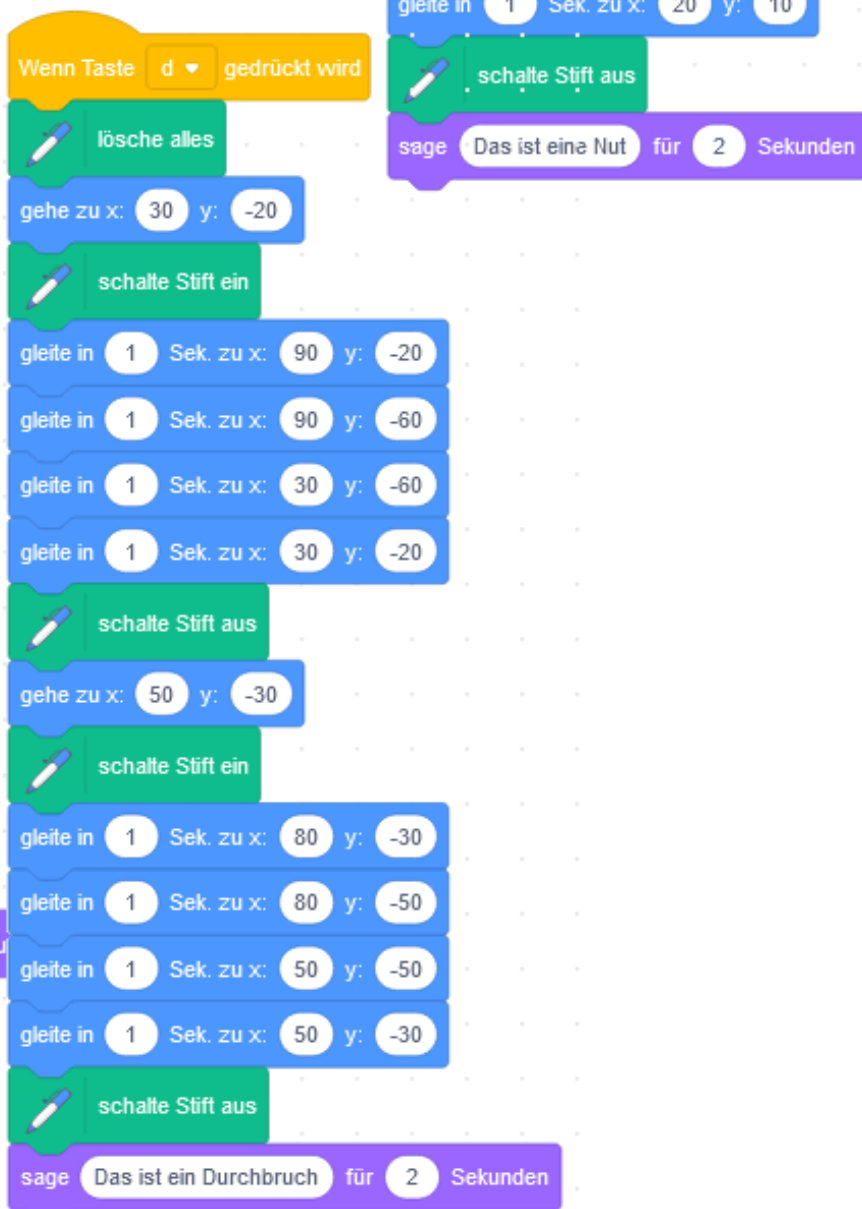 Wenn Taste d gedrückt wird
lösche alles
gehe zu x: 30 y: -20
schalte Stift ein
gleite in 1 Sek. zu x: 90 y: -20
gleite in 1 Sek. zu x: 90 y: -60
gleite in 1 Sek. zu x: 30 y: -60
gleite in 1 Sek. zu x: 30 y: -20
schalte Stift aus
gehe zu x: 50 y: -30
schalte Stift ein
gleite in 1 Sek. zu x: 80 y: -30
gleite in 1 Sek. zu x: 80 y: -50
gleite in 1 Sek. zu x: 50 y: -50
gleite in 1 Sek. zu x: 50 y: -30
schalte Stift aus
sage Das ist ein Durchbruch für 2 Sekunden
gleite in 1 Sek. zu x: 20 y: 10
schalte Stift aus
sage Das ist eine Nut für 2 Sekunden